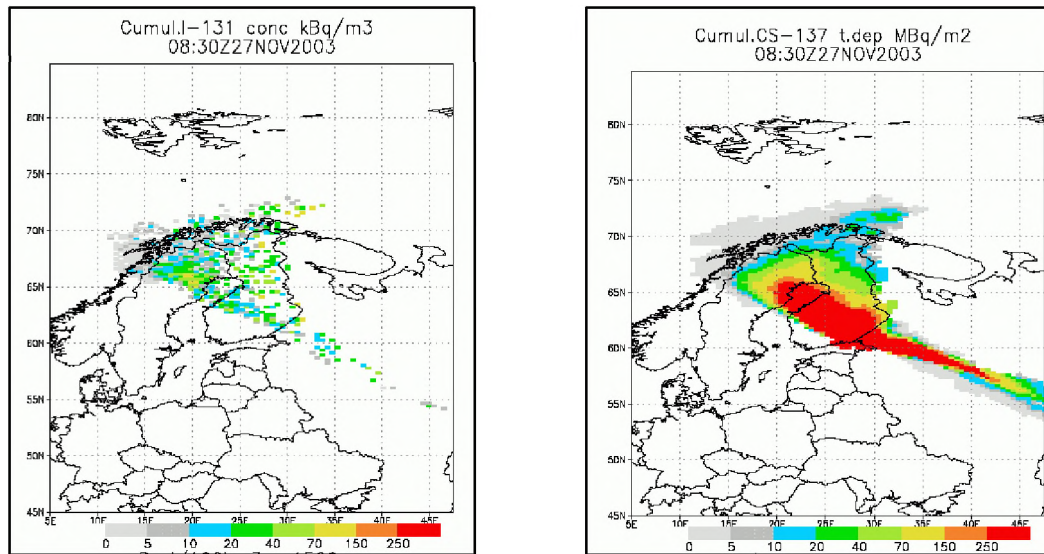 Cumul.I-131 conc kBq/m3
08:30Z27NOV2003
80N
75N
70N
65N
60N
55N
50N
45N
5E 10E 15E 20E 25E 30E 35E 40E 45E
0 5 10 20 40 70 150 250
Cumul.CS-137 t.dep MBq/m2
08:30Z27NOV2003
80N
75N
70N
65N
60N
55N
50N
45N
5E 10E 15E 20E 25E 30E 35E 40E 45E
0 5 10 20 40 70 150 250